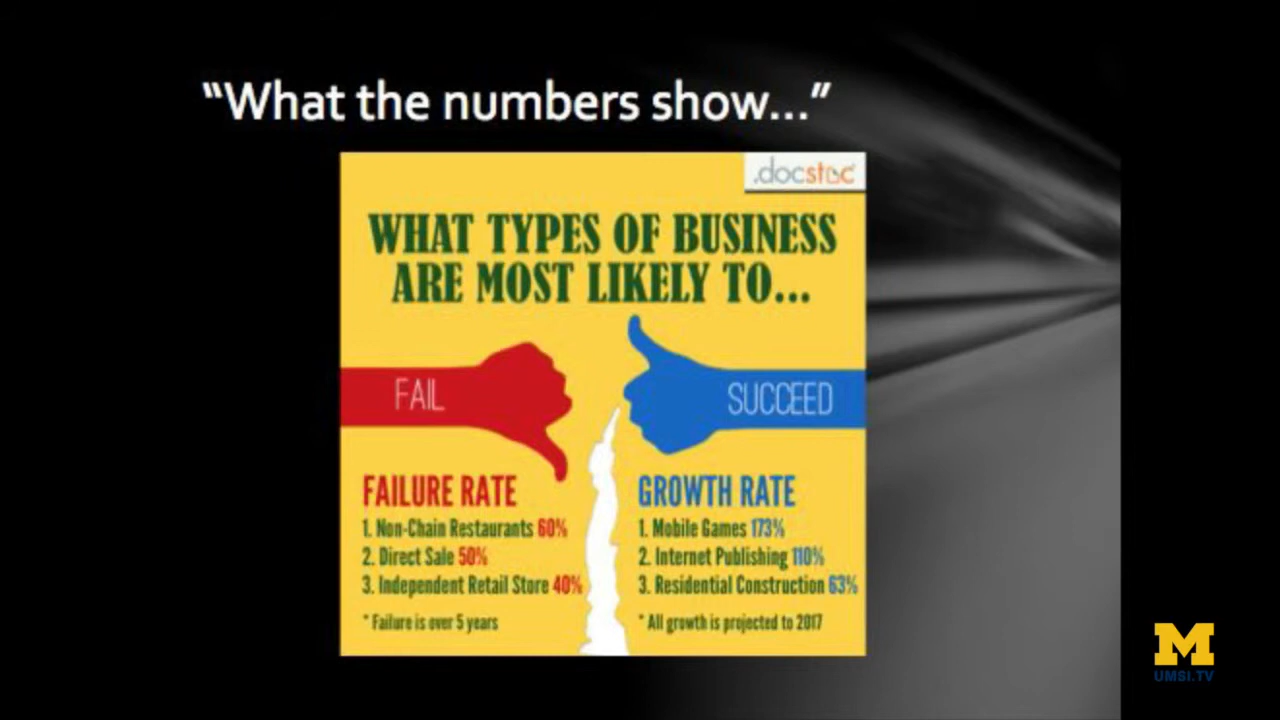 “What the numbers show...”
.docstoc
WHAT TYPES OF BUSINESS
ARE MOST LIKELY TO...
FAIL
SUCCEED
FAILURE RATE
1. Non-Chain Restaurants 60%
2. Direct Sale 50%
3. Independent Retail Store 40%
* Failure is over 5 years
GROWTH RATE
1. Mobile Games 173%
2. Internet Publishing 110%
3. Residential Construction 63%
* All growth is projected to 2017
M
UMSI.TV